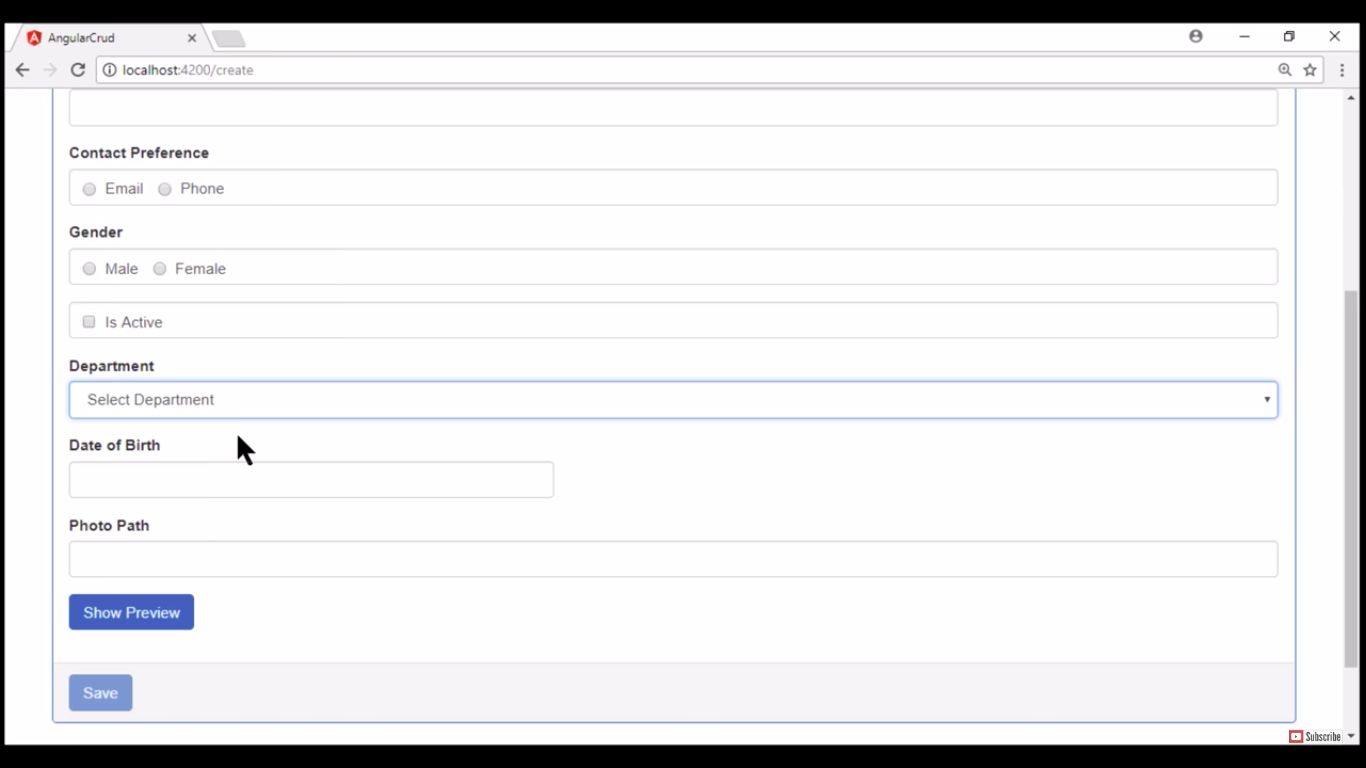 AngularCrud
localhost:4200/create
Contact Preference
Email Phone
Gender
Male Female
Is Active
Department
Select Department
Date of Birth
Photo Path
Show Preview
Save
Subscribe